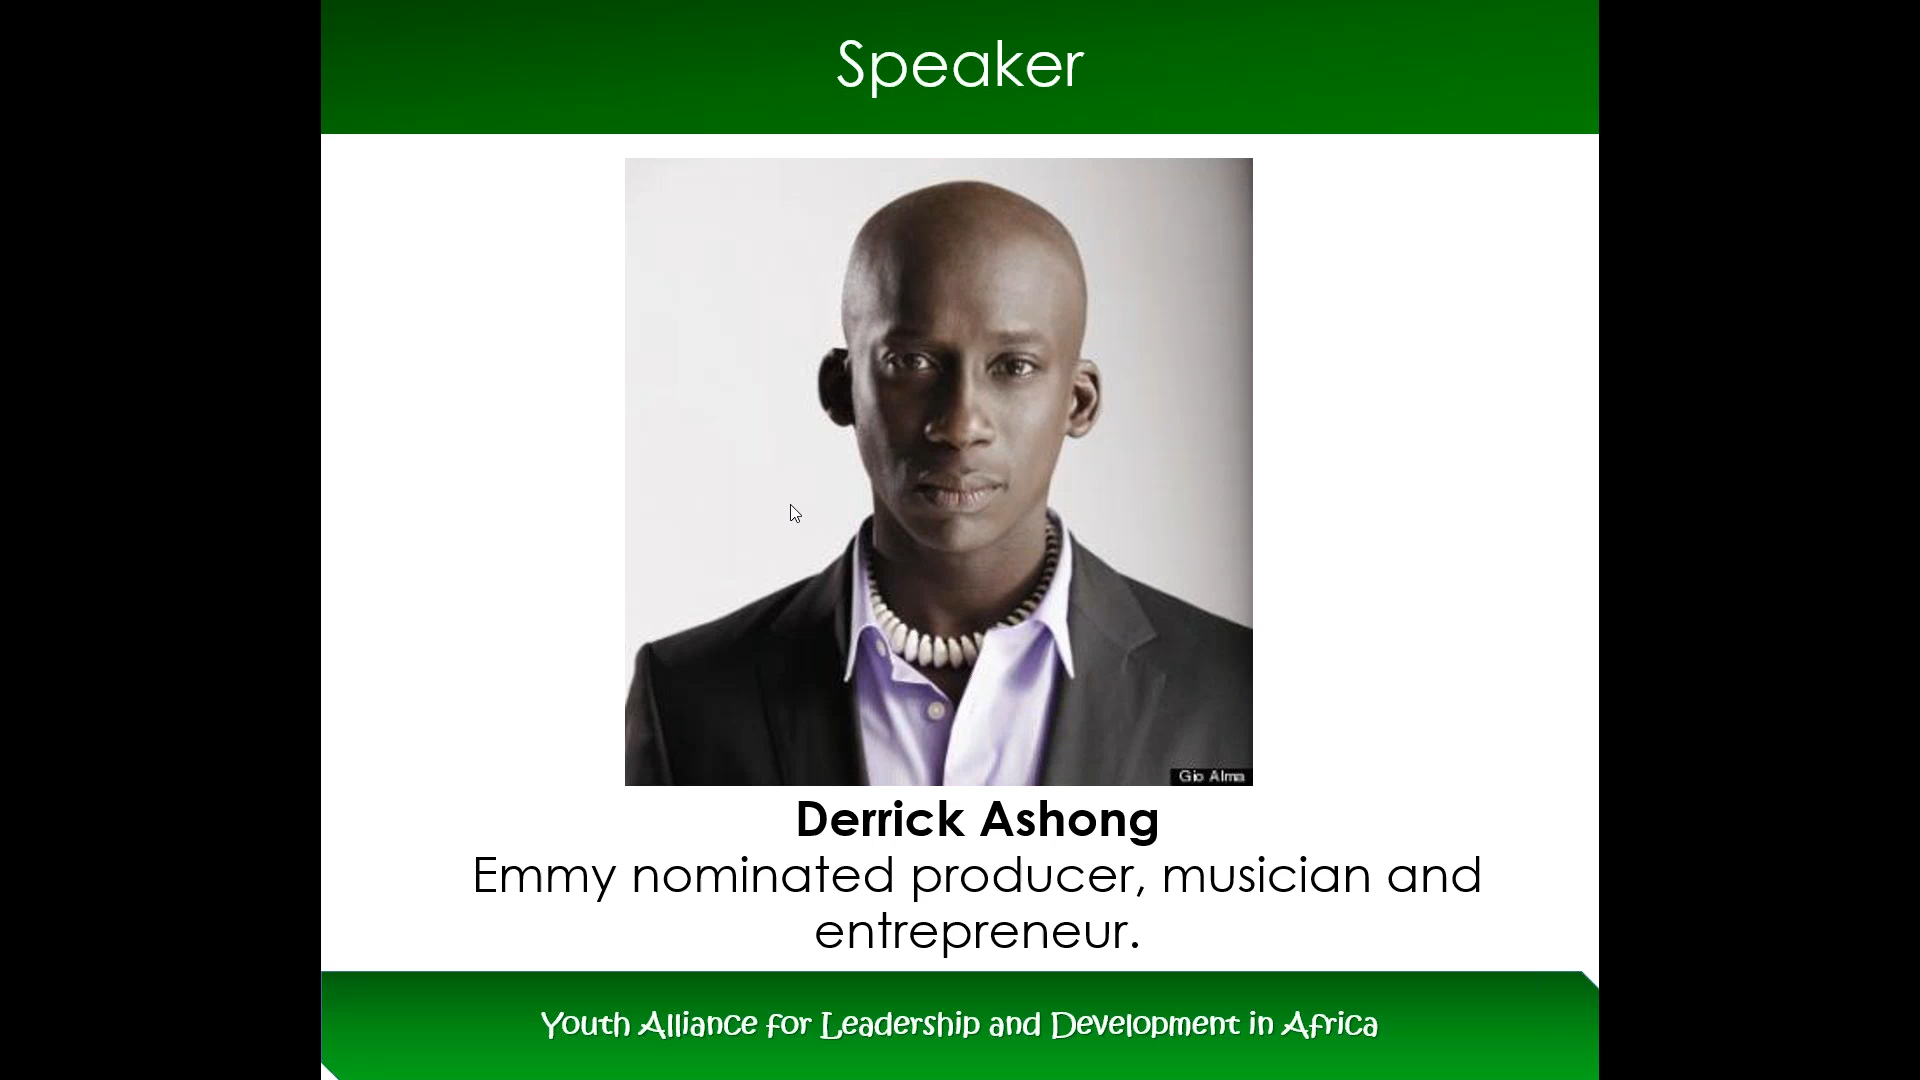 Speaker
Gio Alma
Derrick Ashong
Emmy nominated producer, musician and
entrepreneur.
Youth Alliance for Leadership and Development in Africa